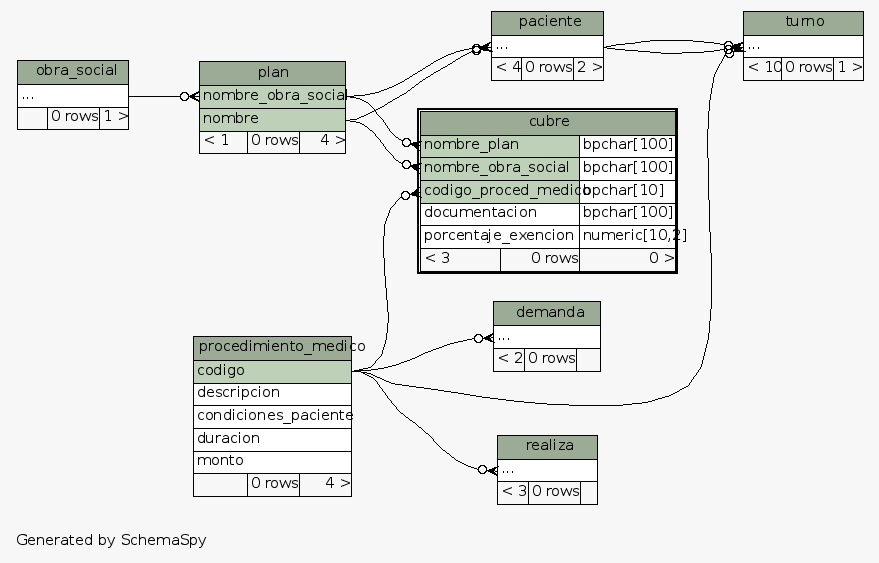 paciente
...
< 4 0 rows 2 >
turno
...
< 10 0 rows 1 >
obra_social
...
0 rows 1 >
plan
nombre_obra_social
nombre
< 1 0 rows 4 >
cubre
nombre_plan bpchar[100]
nombre_obra_social bpchar[100]
codigo_proced_medico bpchar[10]
documentacion bpchar[100]
porcentaje_exencion numeric[10,2]
< 3 0 rows 0 >
demanda
...
< 2 0 rows
procedimiento_medico
codigo
descripcion
condiciones_paciente
duracion
monto
0 rows 4 >
realiza
...
< 3 0 rows
Generated by SchemaSpy